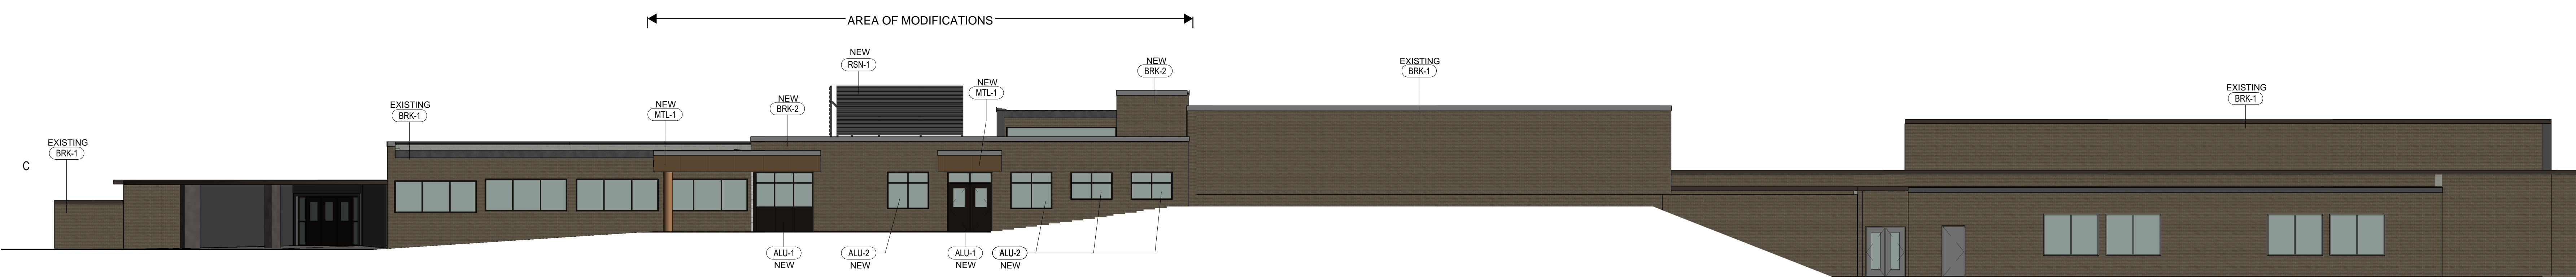 AREA OF MODIFICATIONS
NEW
RSN-1
NEW
BRK-2
EXISTING
BRK-1
NEW
MTL-1
EXISTING
BRK-1
NEW
BRK-2
NEW
MTL-1
EXISTING
BRK-1
EXISTING
BRK-1
C
ALU-1
NEW
ALU-2
NEW
ALU-1
NEW
ALU-2
NEW